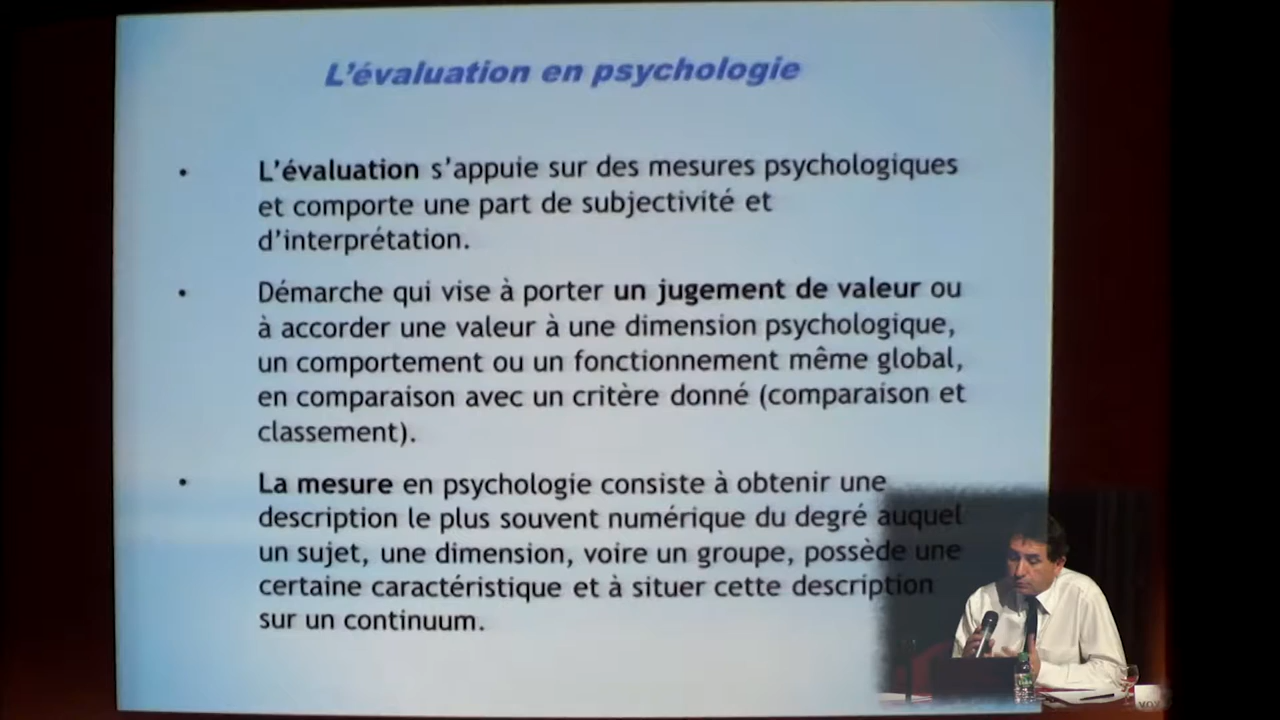 L'évaluation en psychologie
• L'évaluation s'appuie sur des mesures psychologiques
et comporte une part de subjectivité et
d'interprétation.
• Démarche qui vise à porter un jugement de valeur ou
à accorder une valeur à une dimension psychologique,
un comportement ou un fonctionnement même global,
en comparaison avec un critère donné (comparaison et
classement).
• La mesure en psychologie consiste à obtenir une
description le plus souvent numérique du degré auquel
un sujet, une dimension, voire un groupe, possède une
certaine caractéristique et à situer cette description
sur un continuum.